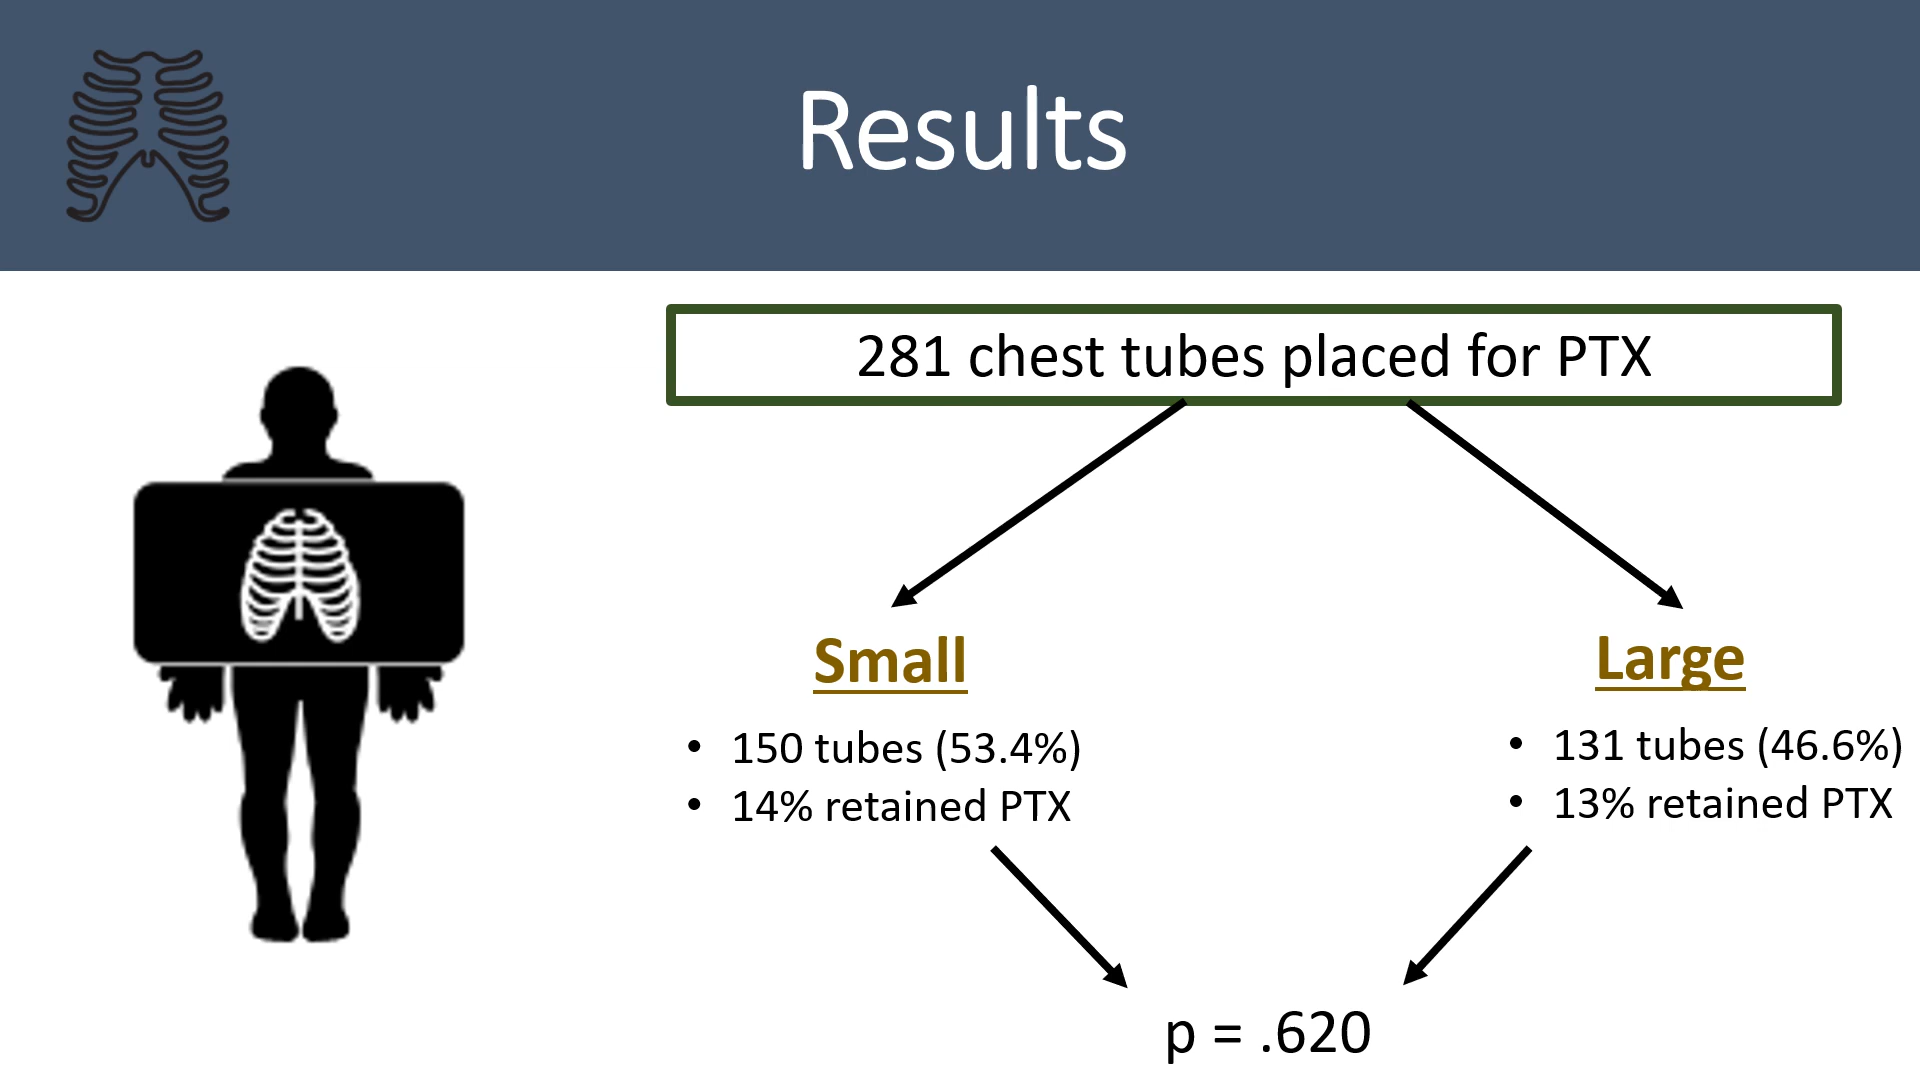 Results
281 chest tubes placed for PTX
Small
• 150 tubes (53.4%)
• 14% retained PTX
Large
• 131 tubes (46.6%)
• 13% retained PTX
p = .620